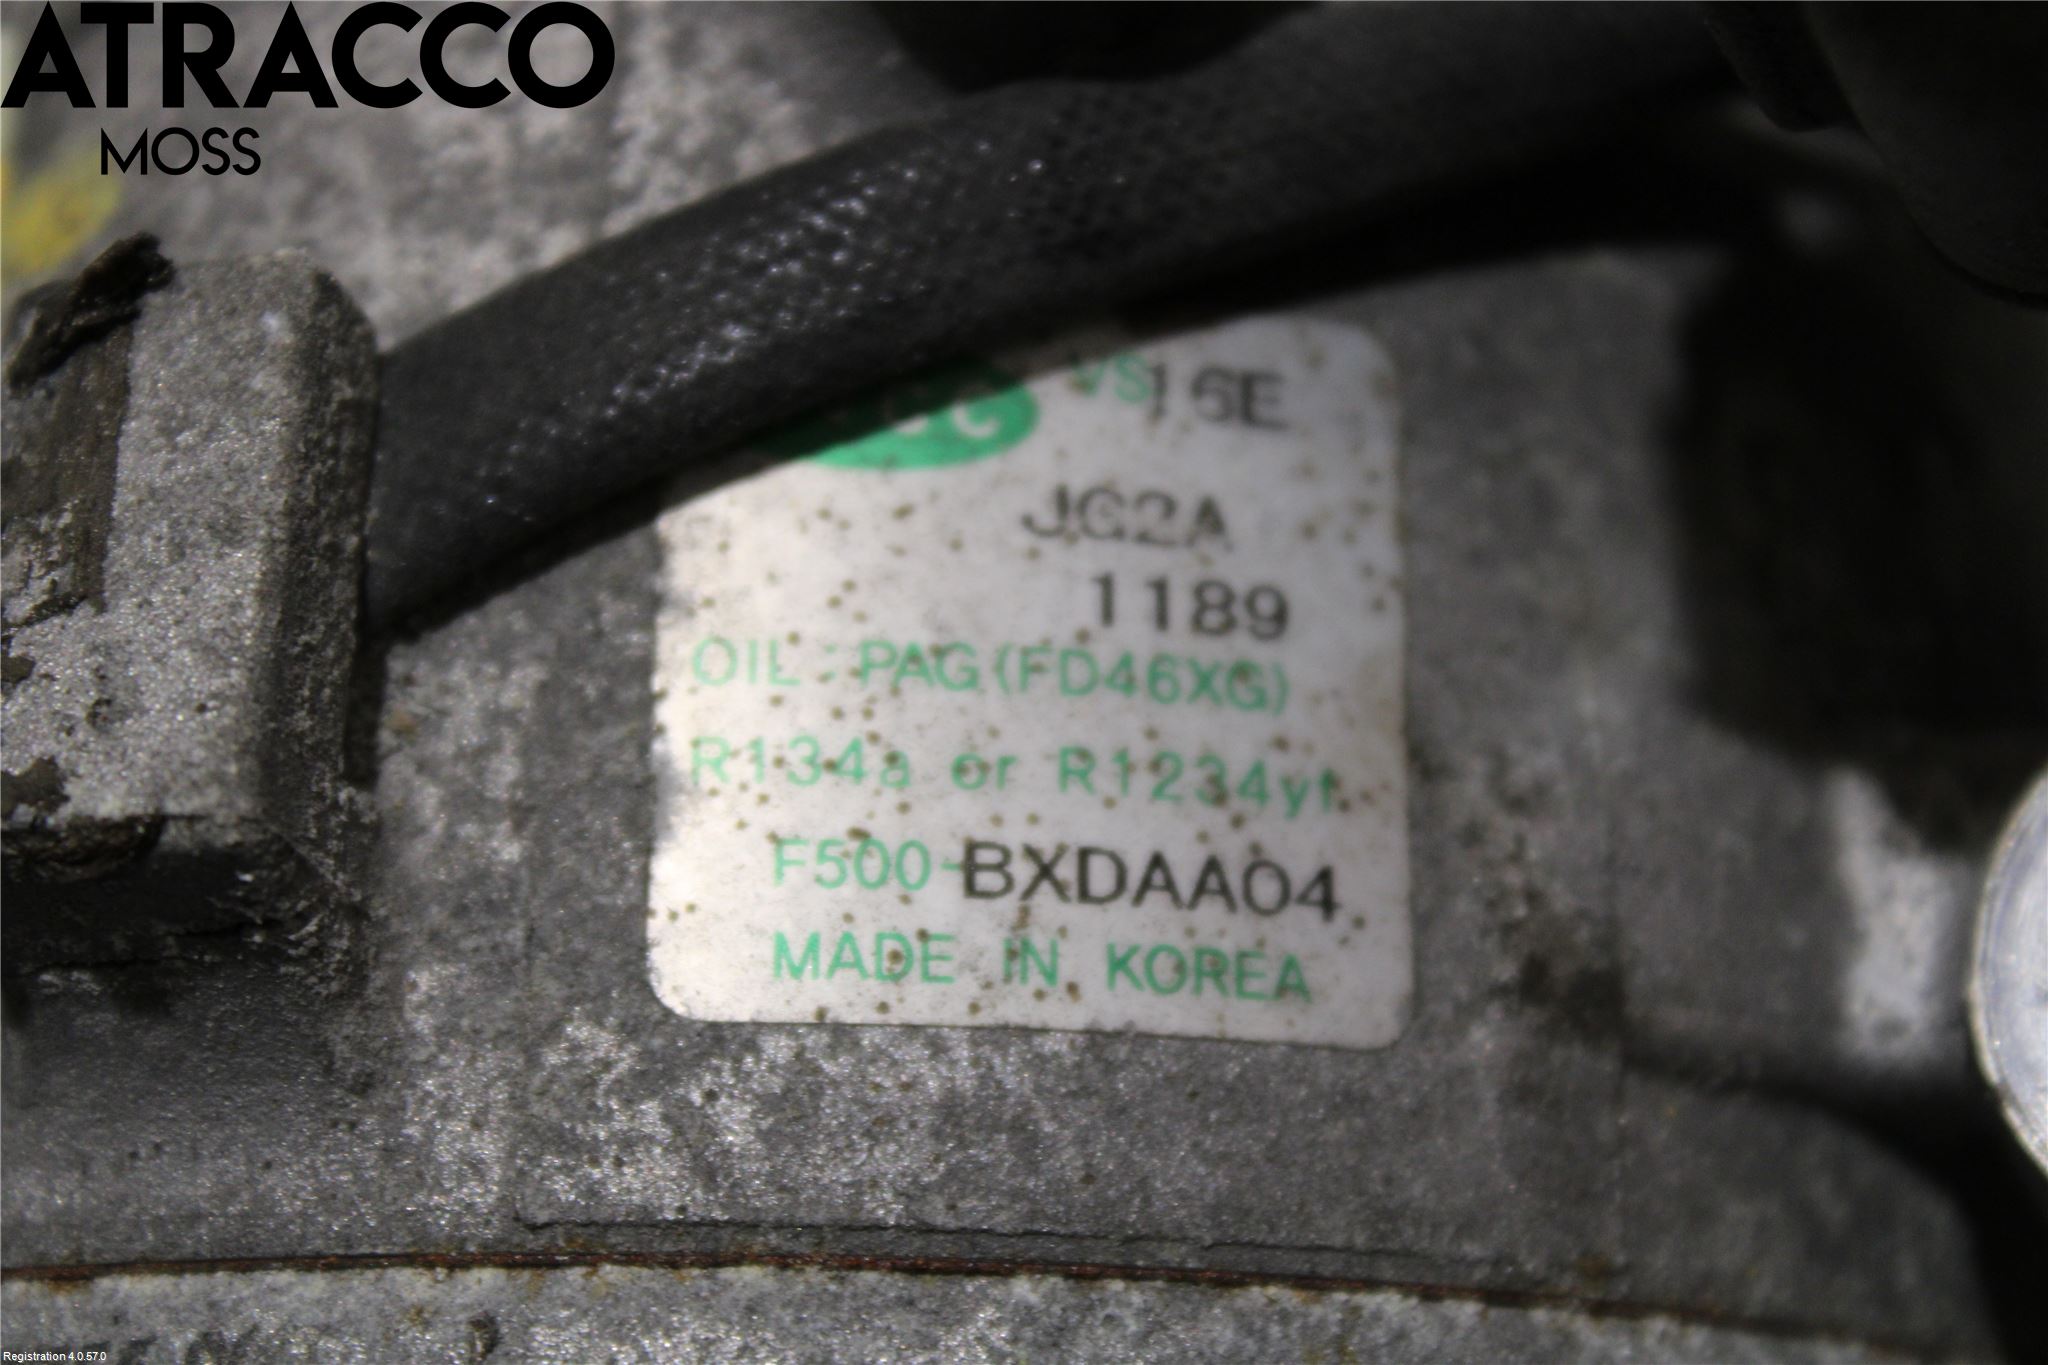 ATRACCO
MOSS
VS16E
JG2A
1189
OIL : PAG(FD46XG)
R134a or R1234yf
F500-BXDAA04
MADE IN KOREA
Registration 4.0.57.0